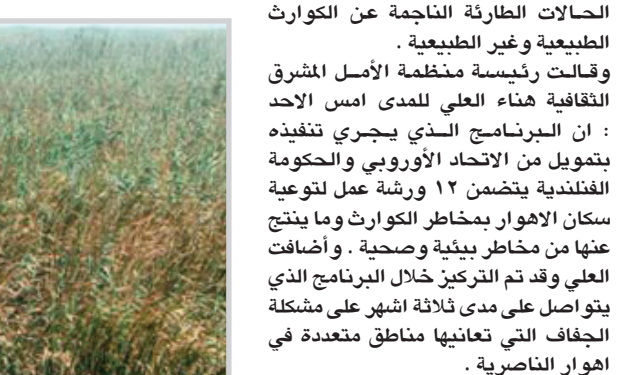 الحالات الطارئة الناجمة عن الكوارث
الطبيعية وغير الطبيعية .
وقالت رئيسة منظمة الأمل المشرق
الثقافية هناء العلي للمدى امس الاحد
: ان البرنامج الذي يجري تنفيذه
بتمويل من الاتحاد الأوروبي والحكومة
الفنلندية يتضمن ١٢ ورشة عمل لتوعية
سكان الاهوار بمخاطر الكوارث وما ينتج
عنها من مخاطر بيئية وصحية . وأضافت
العلي وقد تم التركيز خلال البرنامج الذي
يتواصل على مدى ثلاثة اشهر على مشكلة
الجفاف التي تعانيها مناطق متعددة في
اهوار الناصرية .